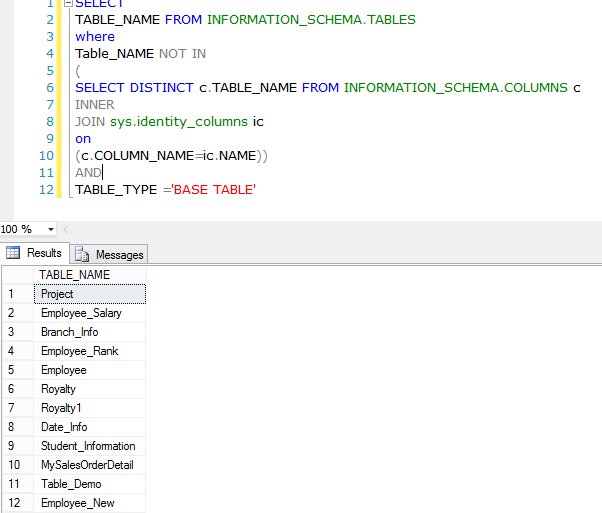 1 SELECT
2 TABLE_NAME FROM INFORMATION_SCHEMA.TABLES
3 where
4 Table_NAME NOT IN
5 (
6 SELECT DISTINCT c.TABLE_NAME FROM INFORMATION_SCHEMA.COLUMNS c
7 INNER
8 JOIN sys.identity_columns ic
9 on
10 (c.COLUMN_NAME=ic.NAME))
11 AND
12 TABLE_TYPE ='BASE TABLE'
100 %
Results Messages
TABLE_NAME
1 Project
2 Employee_Salary
3 Branch_Info
4 Employee_Rank
5 Employee
6 Royalty
7 Royalty1
8 Date_Info
9 Student_Information
10 MySalesOrderDetail
11 Table_Demo
12 Employee_New